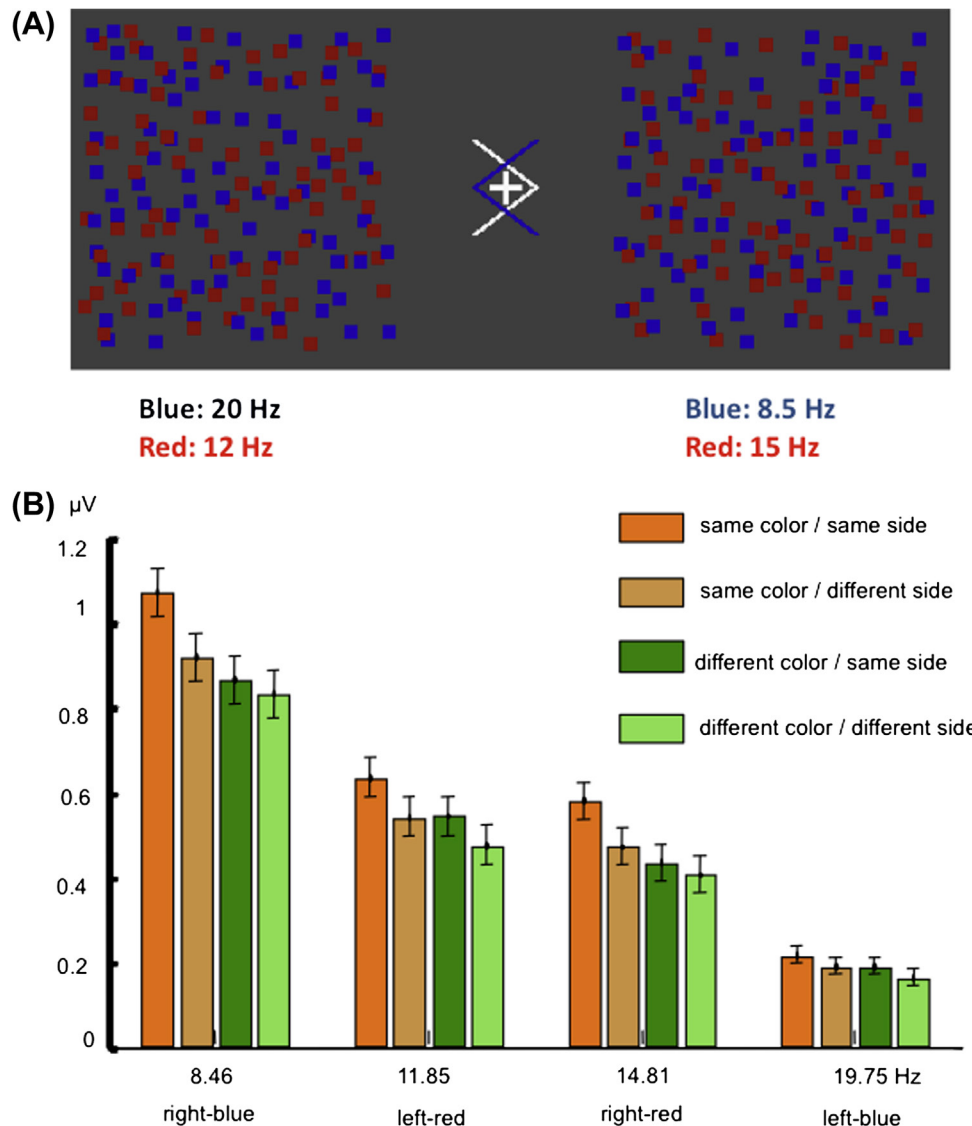 (A)
Blue: 20 Hz
Red: 12 Hz
Blue: 8.5 Hz
Red: 15 Hz
(B)
µV
1.2
1
0.8
0.6
0.4
0.2
0
same color / same side
same color / different side
different color / same side
different color / different side
8.46
11.85
14.81
19.75 Hz
right-blue
left-red
right-red
left-blue